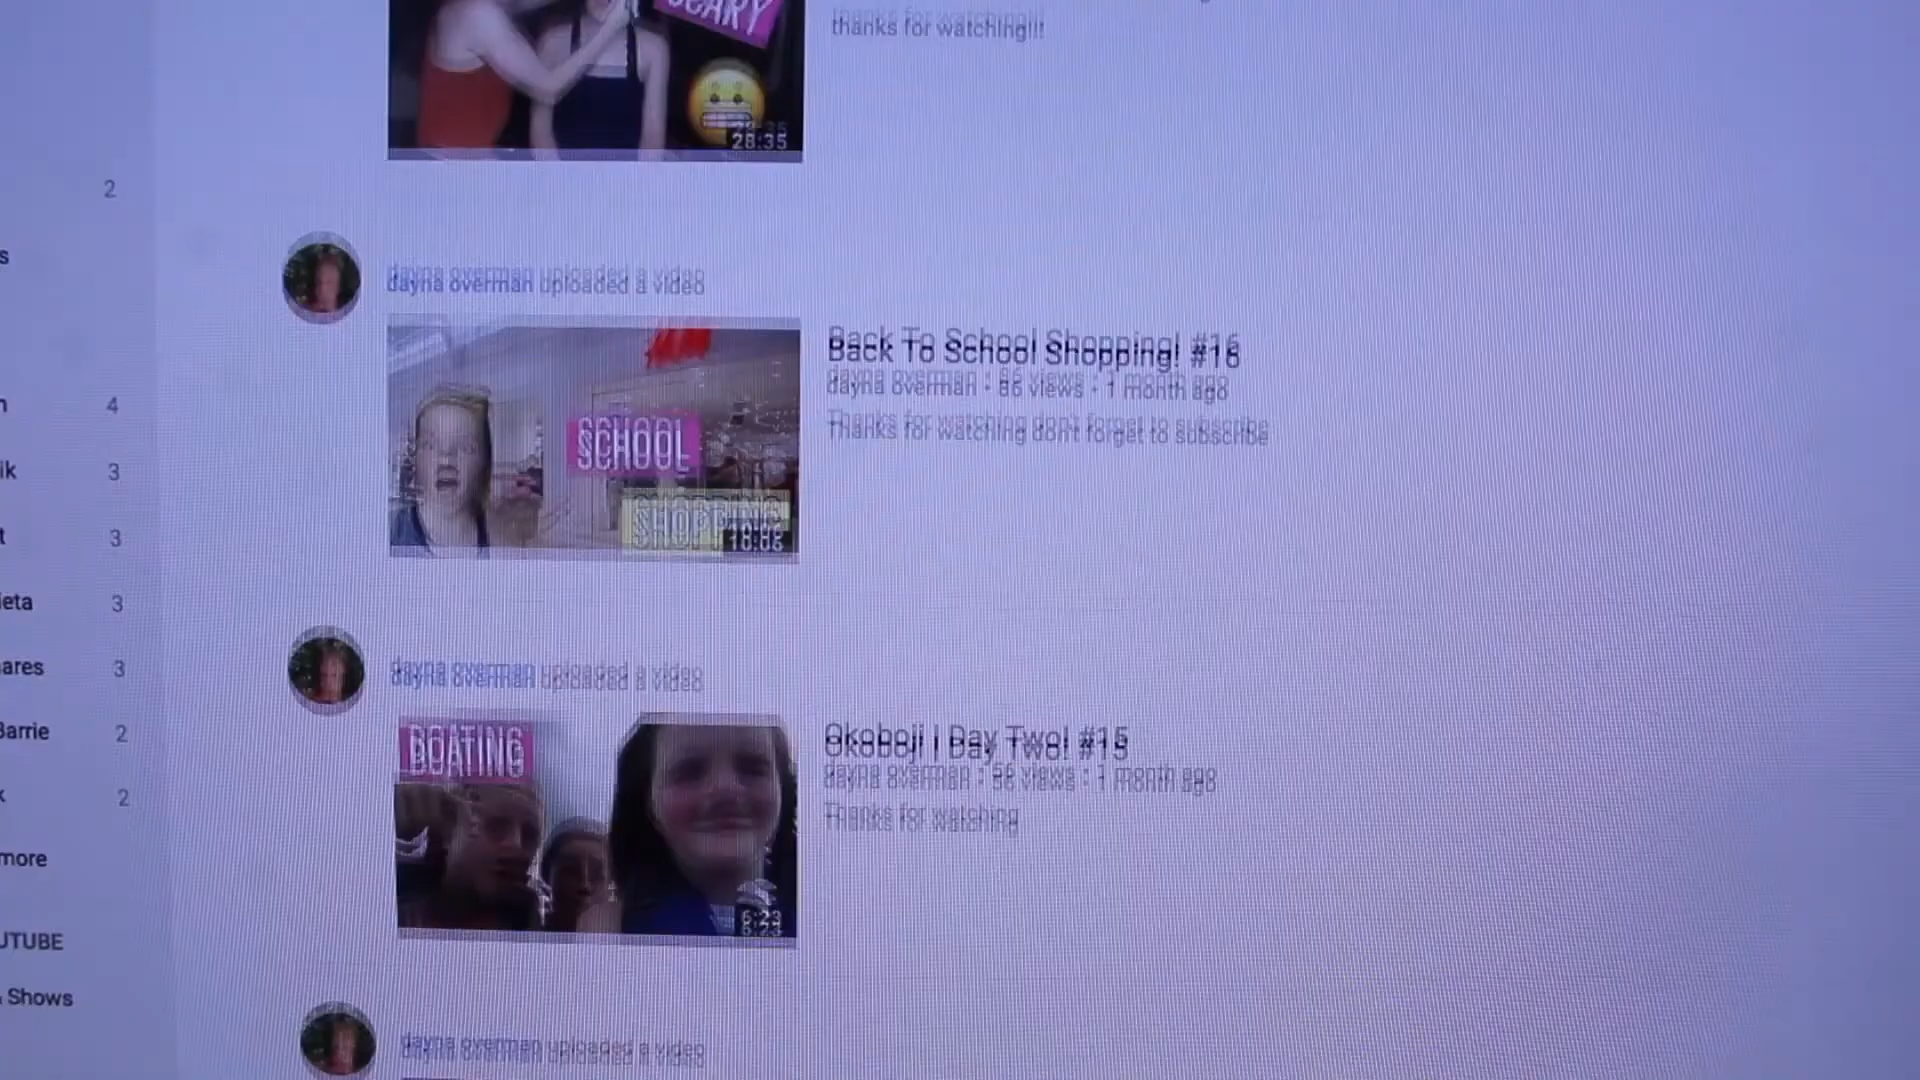 SCARY
thanks for watching!!!
28:35
2
s
dayna overman uploaded a video
Back To School Shopping! #16
dayna overman • 86 views • 1 month ago
Thanks for watching don't forget to subscribe
SCHOOL
SHOPPING
4
ik
3
t
3
ieta
3
dayna overman uploaded a video
ares
3
BOATING
Okoboji | Day Two! #15
dayna overman • 56 views • 1 month ago
Thanks for watching
6:23
Barrie
2
2
more
UTUBE
Shows
dayna overman uploaded a video